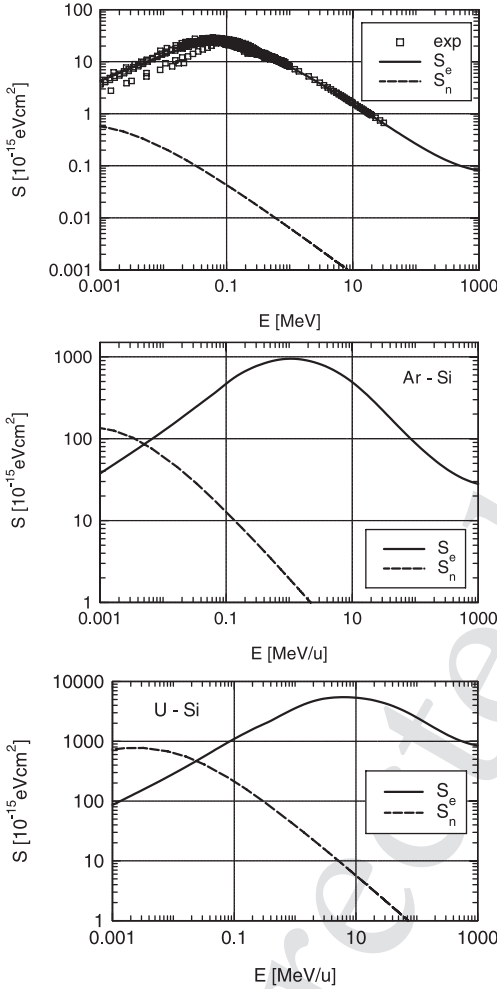 100
10
1
0.1
0.01
0.001
S [10⁻¹⁵eVcm²]
exp
Sₑ
Sₙ
0.001 0.1 10 1000
E [MeV]
1000
100
10
1
S [10⁻¹⁵eVcm²]
Ar - Si
Sₑ
Sₙ
0.001 0.1 10 1000
E [MeV/u]
10000
1000
100
10
1
S [10⁻¹⁵eVcm²]
U - Si
Sₑ
Sₙ
0.001 0.1 10 1000
E [MeV/u]